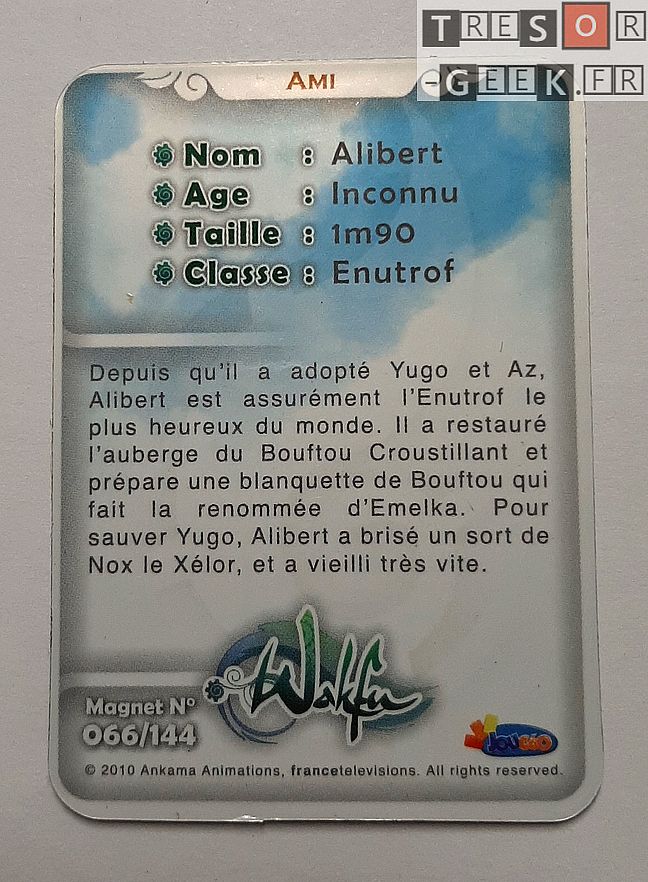 TRESOR
GEEK.FR
AMI
Nom : Alibert
Age : Inconnu
Taille : 1m90
Classe : Enutrof
Depuis qu'il a adopté Yugo et Az,
Alibert est assurément l'Enutrof le
plus heureux du monde. Il a restauré
l'auberge du Bouftou Croustillant et
prépare une blanquette de Bouftou qui
fait la renommée d'Emelka. Pour
sauver Yugo, Alibert a brisé un sort de
Nox le Xélor, et a vieilli très vite.
Wakfu
Magnet Nº
066/144
JOUéCO
© 2010 Ankama Animations, francetelevisions. All rights reserved.